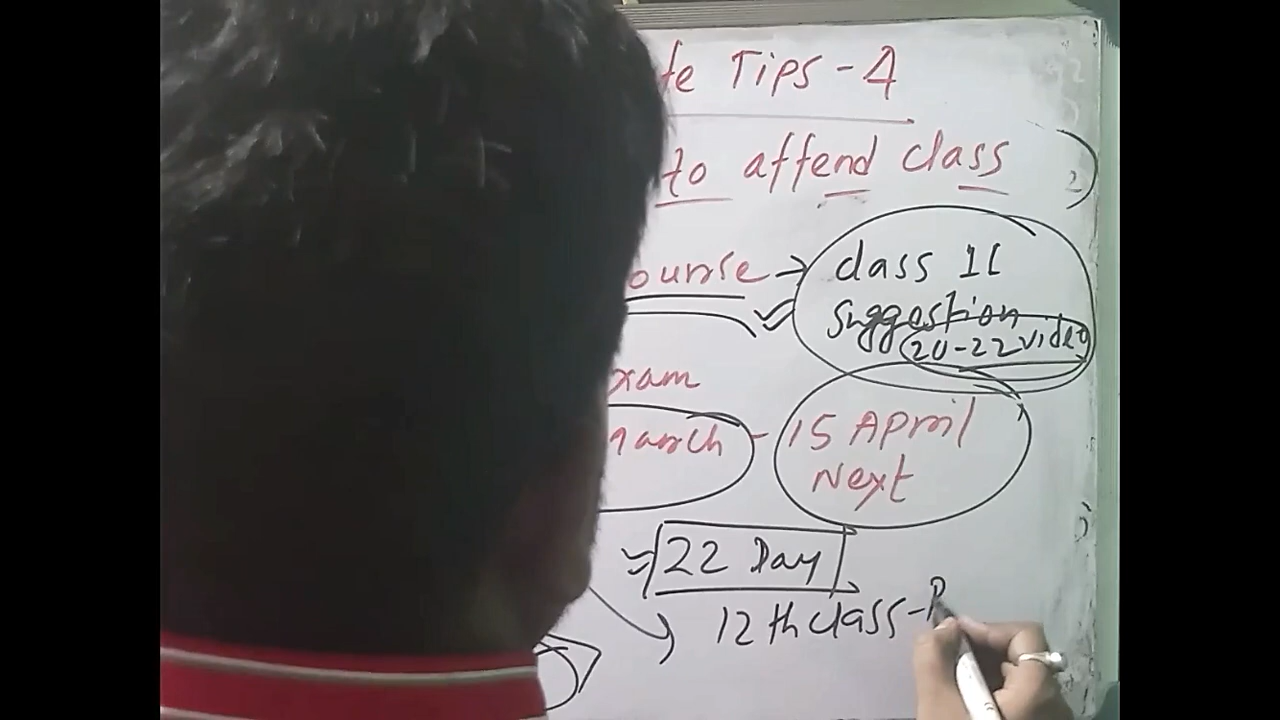 te Tips - 4
to attend class
ourse → class 11
suggestion
20-22 video
xam
march - 15 April
Next
22 Day
12th class - P